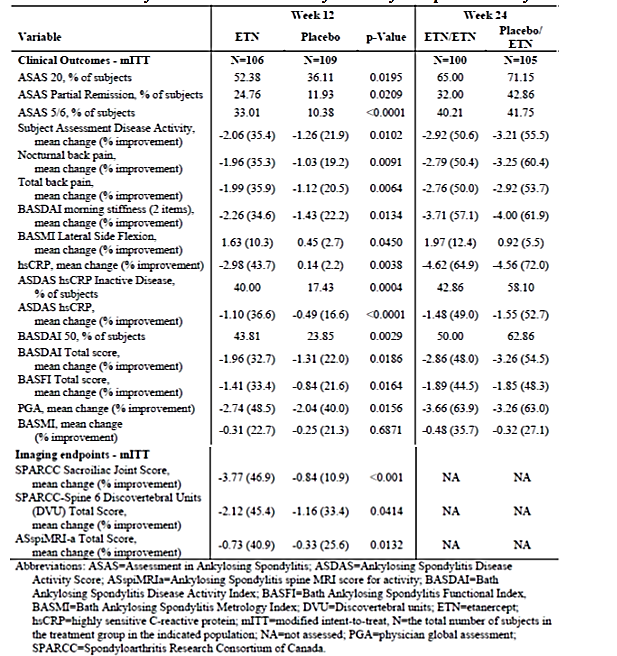 Week 12 Week 24
Variable ETN Placebo p-Value ETN/ETN Placebo/
ETN
Clinical Outcomes - mITT N=106 N=109 N=100 N=105
ASAS 20, % of subjects 52.38 36.11 0.0195 65.00 71.15
ASAS Partial Remission, % of subjects 24.76 11.93 0.0209 32.00 42.86
ASAS 5/6, % of subjects 33.01 10.38 <0.0001 40.21 41.75
Subject Assessment Disease Activity,
mean change (% improvement) -2.06 (35.4) -1.26 (21.9) 0.0102 -2.92 (50.6) -3.21 (55.5)
Nocturnal back pain,
mean change (% improvement) -1.96 (35.3) -1.03 (19.2) 0.0091 -2.79 (50.4) -3.25 (60.4)
Total back pain,
mean change (% improvement) -1.99 (35.9) -1.12 (20.5) 0.0064 -2.76 (50.0) -2.92 (53.7)
BASDAI morning stiffness (2 items),
mean change (% improvement) -2.26 (34.6) -1.43 (22.2) 0.0134 -3.71 (57.1) -4.00 (61.9)
BASMI Lateral Side Flexion,
mean change (% improvement) 1.63 (10.3) 0.45 (2.7) 0.0450 1.97 (12.4) 0.92 (5.5)
hsCRP, mean change (% improvement) -2.98 (43.7) 0.14 (2.2) 0.0038 -4.62 (64.9) -4.56 (72.0)
ASDAS hsCRP Inactive Disease,
% of subjects 40.00 17.43 0.0004 42.86 58.10
ASDAS hsCRP,
mean change (% improvement) -1.10 (36.6) -0.49 (16.6) <0.0001 -1.48 (49.0) -1.55 (52.7)
BASDAI 50, % of subjects 43.81 23.85 0.0029 50.00 62.86
BASDAI Total score,
mean change (% improvement) -1.96 (32.7) -1.31 (22.0) 0.0186 -2.86 (48.0) -3.26 (54.5)
BASFI Total score,
mean change (% improvement) -1.41 (33.4) -0.84 (21.6) 0.0164 -1.89 (44.5) -1.85 (48.3)
PGA, mean change (% improvement) -2.74 (48.5) -2.04 (40.0) 0.0156 -3.66 (63.9) -3.26 (63.0)
BASMI, mean change
(% improvement) -0.31 (22.7) -0.25 (21.3) 0.6871 -0.48 (35.7) -0.32 (27.1)
Imaging endpoints - mITT
SPARCC Sacroiliac Joint Score,
mean change (% improvement) -3.77 (46.9) -0.84 (10.9) <0.001 NA NA
SPARCC-Spine 6 Discovertebral Units
(DVU) Total Score,
mean change (% improvement) -2.12 (45.4) -1.16 (33.4) 0.0414 NA NA
ASspiMRI-a Total Score,
mean change (% improvement) -0.73 (40.9) -0.33 (25.6) 0.0132 NA NA
Abbreviations: ASAS=Assessment in Ankylosing Spondylitis; ASDAS=Ankylosing Spondylitis Disease
Activity Score; ASspiMRIa=Ankylosing Spondylitis spine MRI score for activity; BASDAI=Bath
Ankylosing Spondylitis Disease Activity Index; BASFI=Bath Ankylosing Spondylitis Functional Index,
BASMI=Bath Ankylosing Spondylitis Metrology Index; DVU=Discovertebral units; ETN=etanercept;
hsCRP=highly sensitive C-reactive protein; mITT=modified intent-to-treat, N=the total number of subjects in
the treatment group in the indicated population; NA=not assessed; PGA=physician global assessment;
SPARCC=Spondyloarthritis Research Consortium of Canada.